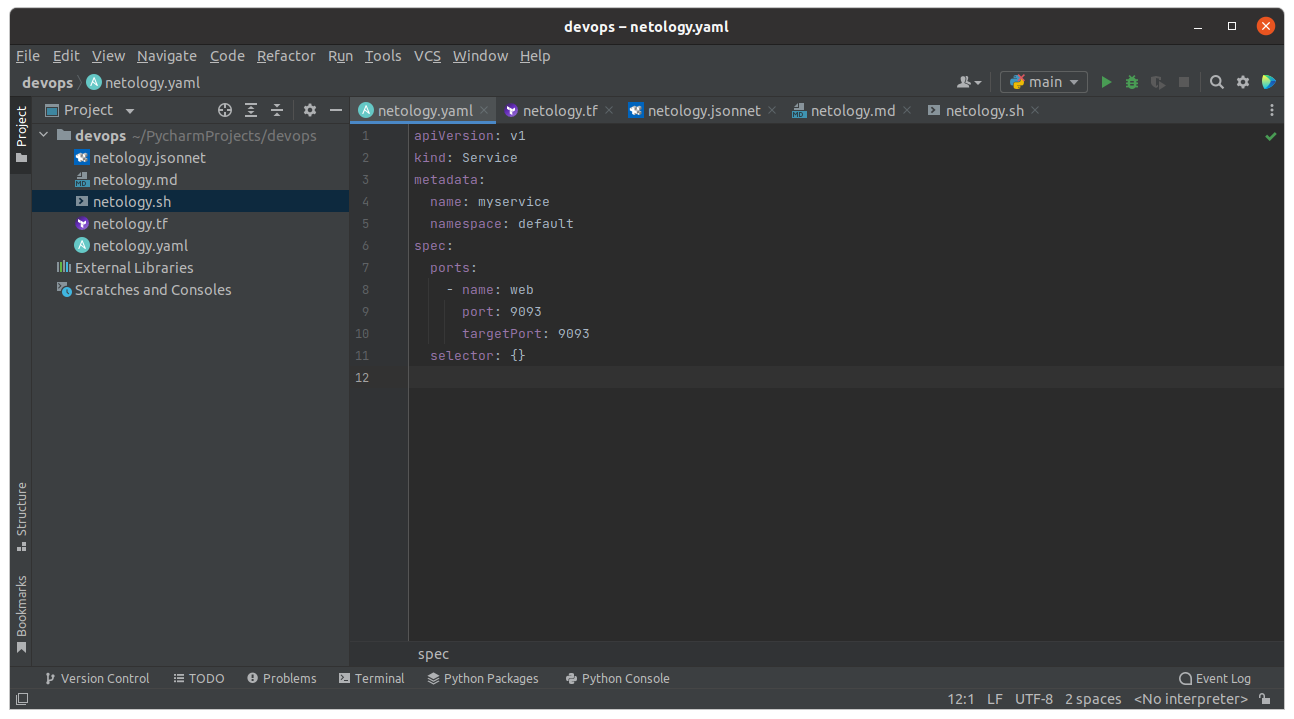 devops – netology.yaml
File Edit View Navigate Code Refactor Run Tools VCS Window Help
devops netology.yaml main
Project
Project
netology.yaml netology.tf netology.jsonnet netology.md netology.sh
devops ~/PycharmProjects/devops
netology.jsonnet
netology.md
netology.sh
netology.tf
netology.yaml
External Libraries
Scratches and Consoles
1 apiVersion: v1
2 kind: Service
3 metadata:
4   name: myservice
5   namespace: default
6 spec:
7   ports:
8     - name: web
9       port: 9093
10       targetPort: 9093
11   selector: {}
12
Structure
Bookmarks
spec
Version Control TODO Problems Terminal Python Packages Python Console Event Log
12:1 LF UTF-8 2 spaces <No interpreter>